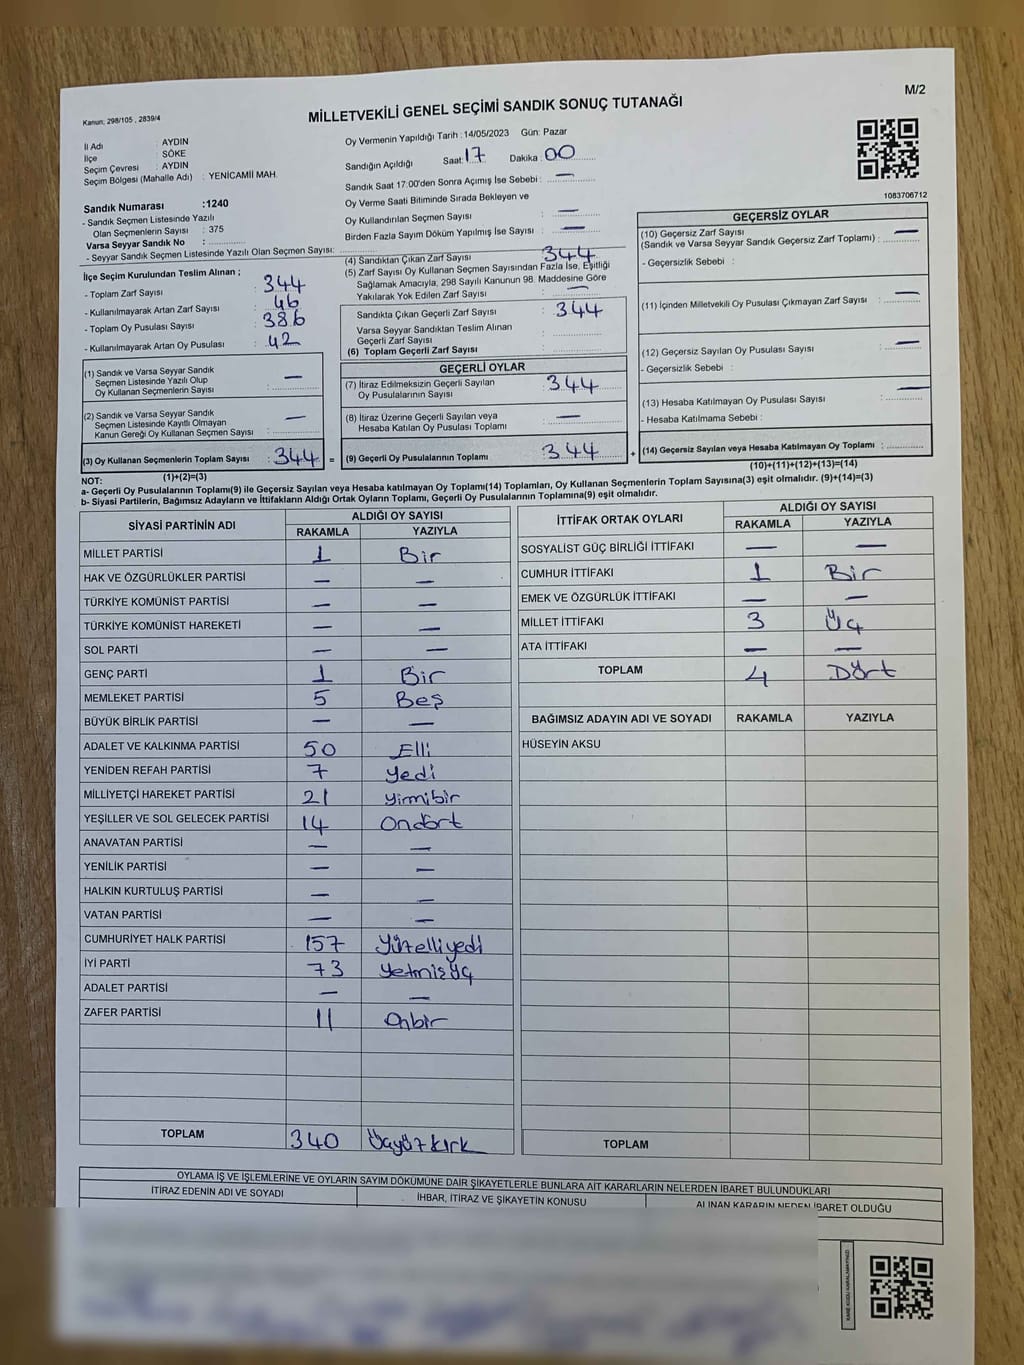 M/2
Kanun; 298/105 , 2839/4
MİLLETVEKİLİ GENEL SEÇİMİ SANDIK SONUÇ TUTANAĞI
İl Adı : AYDIN
İlçe : SÖKE
Seçim Çevresi : AYDIN
Seçim Bölgesi (Mahalle Adı) : YENİCAMİİ MAH.
Sandık Numarası :1240
- Sandık Seçmen Listesinde Yazılı
Olan Seçmenlerin Sayısı : 375
Varsa Seyyar Sandık No :
- Seyyar Sandık Seçmen Listesinde Yazılı Olan Seçmen Sayısı:
Oy Vermenin Yapıldığı Tarih : 14/05/2023 Gün: Pazar
Sandığın Açıldığı Saat: 17 Dakika : 00
Sandık Saat 17:00'den Sonra Açımış İse Sebebi : —
Oy Verme Saati Bitiminde Sırada Bekleyen ve
Oy Kullandırılan Seçmen Sayısı : —
Birden Fazla Sayım Döküm Yapılmış İse Sayısı : —
1083706712
İlçe Seçim Kurulundan Teslim Alınan ;
- Toplam Zarf Sayısı : 344
- Kullanılmayarak Artan Zarf Sayısı : 46
- Toplam Oy Pusulası Sayısı : 386
- Kullanılmayarak Artan Oy Pusulası : 42
(1) Sandık ve Varsa Seyyar Sandık
Seçmen Listesinde Yazılı Olup
Oy Kullanan Seçmenlerin Sayısı : —
(2) Sandık ve Varsa Seyyar Sandık
Seçmen Listesinde Kayıtlı Olmayan
Kanun Gereği Oy Kullanan Seçmen Sayısı : —
(3) Oy Kullanan Seçmenlerin Toplam Sayısı : 344 =
(1)+(2)=(3)
(4) Sandıktan Çıkan Zarf Sayısı : 344
(5) Zarf Sayısı Oy Kullanan Seçmen Sayısından Fazla İse, Eşitliği
Sağlamak Amacıyla, 298 Sayılı Kanunun 98. Maddesine Göre
Yakılarak Yok Edilen Zarf Sayısı : —
Sandıkta Çıkan Geçerli Zarf Sayısı : 344
Varsa Seyyar Sandıktan Teslim Alınan
Geçerli Zarf Sayısı :
(6) Toplam Geçerli Zarf Sayısı :
GEÇERLİ OYLAR
(7) İtiraz Edilmeksizin Geçerli Sayılan
Oy Pusulalarının Sayısı : 344
(8) İtiraz Üzerine Geçerli Sayılan veya
Hesaba Katılan Oy Pusulası Toplamı : —
(9) Geçerli Oy Pusulalarının Toplamı : 344 +
GEÇERSİZ OYLAR
(10) Geçersiz Zarf Sayısı
(Sandık ve Varsa Seyyar Sandık Geçersiz Zarf Toplamı) : —
- Geçersizlik Sebebi :
(11) İçinden Milletvekili Oy Pusulası Çıkmayan Zarf Sayısı : —
(12) Geçersiz Sayılan Oy Pusulası Sayısı : —
- Geçersizlik Sebebi :
(13) Hesaba Katılmayan Oy Pusulası Sayısı : —
- Hesaba Katılmama Sebebi :
(14) Geçersiz Sayılan veya Hesaba Katılmayan Oy Toplamı :
(10)+(11)+(12)+(13)=(14)
NOT:
a- Geçerli Oy Pusulalarının Toplamı(9) ile Geçersiz Sayılan veya Hesaba katılmayan Oy Toplamı(14) Toplamları, Oy Kullanan Seçmenlerin Toplam Sayısına(3) eşit olmalıdır. (9)+(14)=(3)
b- Siyasi Partilerin, Bağımsız Adayların ve İttifakların Aldığı Ortak Oyların Toplamı, Geçerli Oy Pusulalarının Toplamına(9) eşit olmalıdır.
SİYASİ PARTİNİN ADI ALDIĞI OY SAYISI
RAKAMLA YAZIYLA
MİLLET PARTİSİ 1 Bir
HAK VE ÖZGÜRLÜKLER PARTİSİ — —
TÜRKİYE KOMÜNİST PARTİSİ — —
TÜRKİYE KOMÜNİST HAREKETİ — —
SOL PARTİ — —
GENÇ PARTİ 1 Bir
MEMLEKET PARTİSİ 5 Beş
BÜYÜK BİRLİK PARTİSİ — —
ADALET VE KALKINMA PARTİSİ 50 Elli
YENİDEN REFAH PARTİSİ 7 Yedi
MİLLİYETÇİ HAREKET PARTİSİ 21 Yirmibir
YEŞİLLER VE SOL GELECEK PARTİSİ 14 Ondört
ANAVATAN PARTİSİ — —
YENİLİK PARTİSİ — —
HALKIN KURTULUŞ PARTİSİ — —
VATAN PARTİSİ — —
CUMHURİYET HALK PARTİSİ 157 Yüzelliyedi
İYİ PARTİ 73 Yetmişüç
ADALET PARTİSİ — —
ZAFER PARTİSİ 11 Onbir
TOPLAM 340 Üçyüzkırk
İTTİFAK ORTAK OYLARI ALDIĞI OY SAYISI
RAKAMLA YAZIYLA
SOSYALİST GÜÇ BİRLİĞİ İTTİFAKI — —
CUMHUR İTTİFAKI 1 Bir
EMEK VE ÖZGÜRLÜK İTTİFAKI — —
MİLLET İTTİFAKI 3 Üç
ATA İTTİFAKI — —
TOPLAM 4 Dört
BAĞIMSIZ ADAYIN ADI VE SOYADI RAKAMLA YAZIYLA
HÜSEYİN AKSU
TOPLAM
OYLAMA İŞ VE İŞLEMLERİNE VE OYLARIN SAYIM DÖKÜMÜNE DAİR ŞİKAYETLERLE BUNLARA AİT KARARLARIN NELERDEN İBARET BULUNDUKLARI
İTİRAZ EDENİN ADI VE SOYADI İHBAR, İTİRAZ VE ŞİKAYETİN KONUSU ALINAN KARARIN NEDEN İBARET OLDUĞU